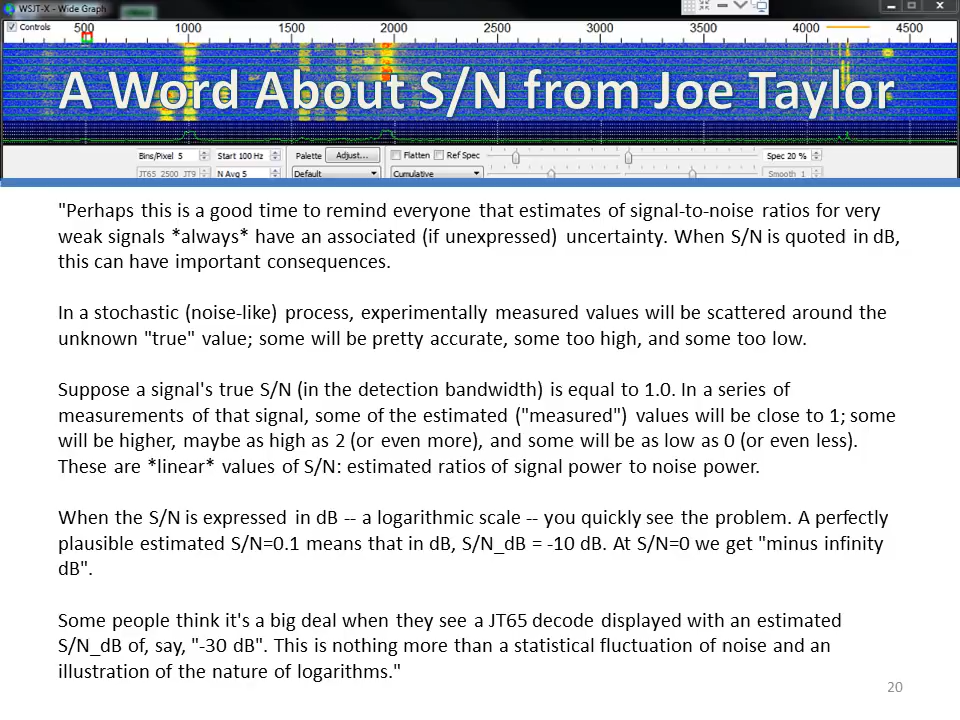 WSJT-X - Wide Graph
Controls
500 1000 1500 2000 2500 3000 3500 4000 4500
A Word About S/N from Joe Taylor
Bins/Pixel 5 Start 100 Hz Palette Adjust... Flatten Ref Spec Spec 20 %
JT65 2500 JT9 N Avg 5 Default Cumulative Smooth 1
"Perhaps this is a good time to remind everyone that estimates of signal-to-noise ratios for very
weak signals *always* have an associated (if unexpressed) uncertainty. When S/N is quoted in dB,
this can have important consequences.
In a stochastic (noise-like) process, experimentally measured values will be scattered around the
unknown "true" value; some will be pretty accurate, some too high, and some too low.
Suppose a signal's true S/N (in the detection bandwidth) is equal to 1.0. In a series of
measurements of that signal, some of the estimated ("measured") values will be close to 1; some
will be higher, maybe as high as 2 (or even more), and some will be as low as 0 (or even less).
These are *linear* values of S/N: estimated ratios of signal power to noise power.
When the S/N is expressed in dB -- a logarithmic scale -- you quickly see the problem. A perfectly
plausible estimated S/N=0.1 means that in dB, S/N_dB = -10 dB. At S/N=0 we get "minus infinity
dB".
Some people think it's a big deal when they see a JT65 decode displayed with an estimated
S/N_dB of, say, "-30 dB". This is nothing more than a statistical fluctuation of noise and an
illustration of the nature of logarithms."
20